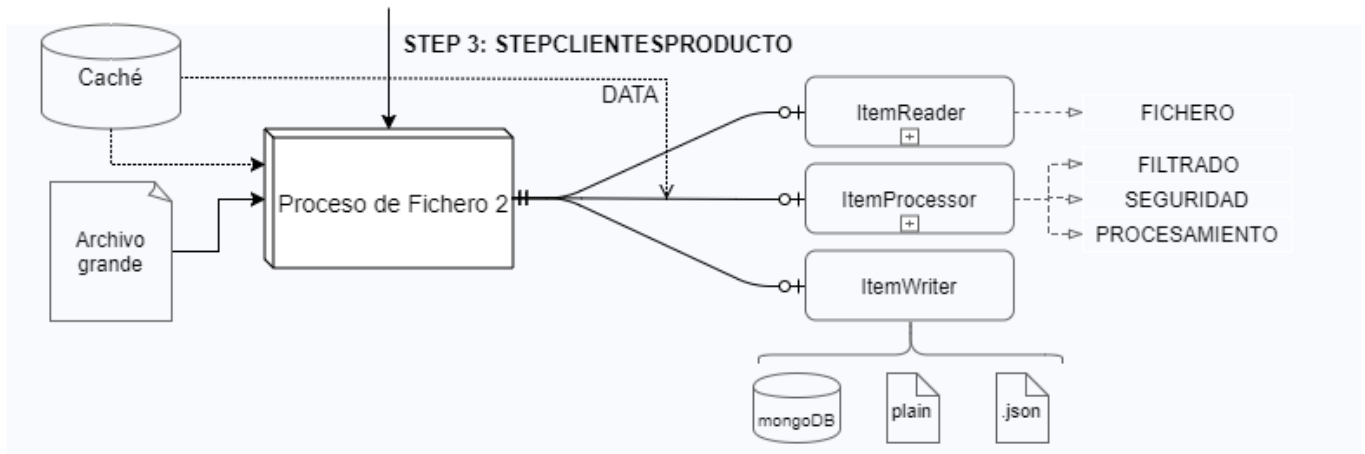 STEP 3: STEPCLIENTESPRODUCTO
Caché
DATA
ItemReader
FICHERO
Proceso de Fichero 2
ItemProcessor
FILTRADO
SEGURIDAD
PROCESAMIENTO
Archivo
grande
ItemWriter
mongoDB
plain
.json